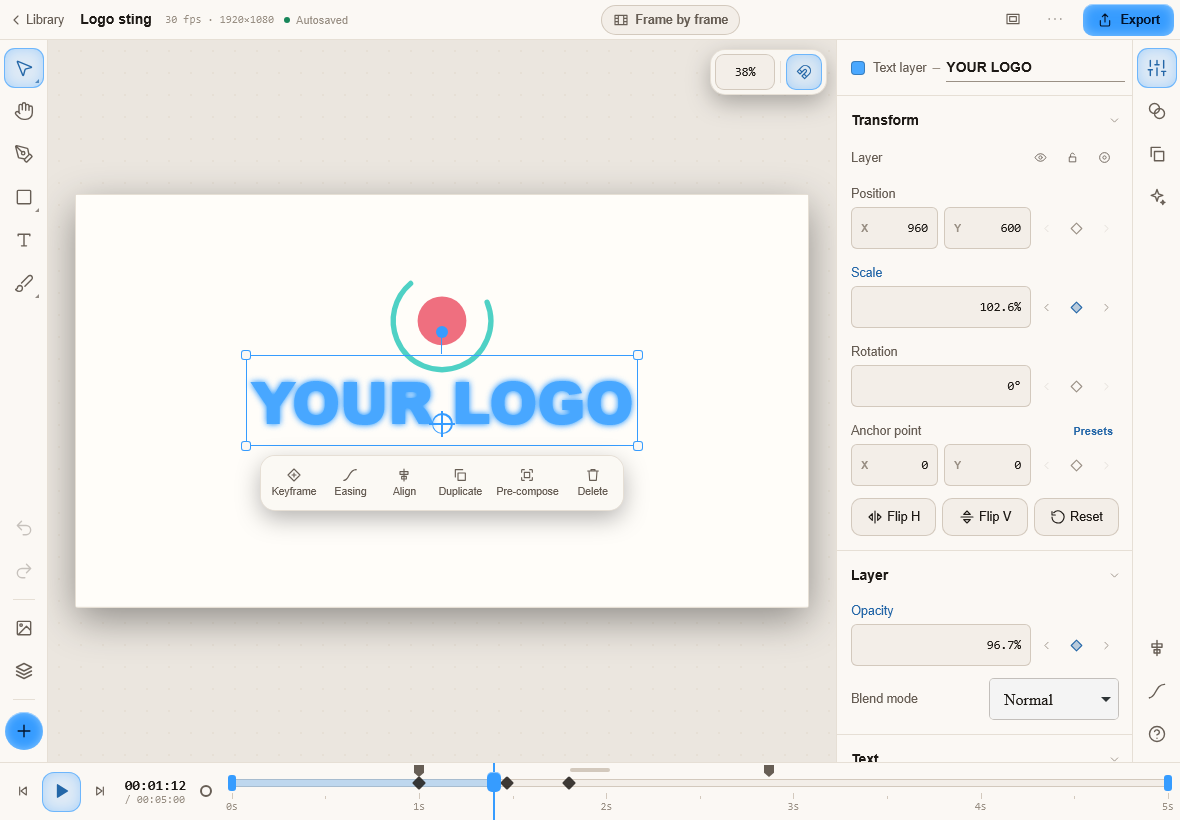 Library Logo sting 30 fps · 1920×1080 Autosaved Frame by frame ··· Export
38%
Text layer – YOUR LOGO
Transform
Layer
Position
X 960 Y 600
Scale
102.6%
Rotation
0°
Anchor point Presets
X 0 Y 0
Flip H Flip V Reset
Layer
Opacity
96.7%
Blend mode Normal
Text
YOUR LOGO
Keyframe Easing Align Duplicate Pre-compose Delete
00:01:12
/ 00:05:00
0s 1s 2s 3s 4s 5s